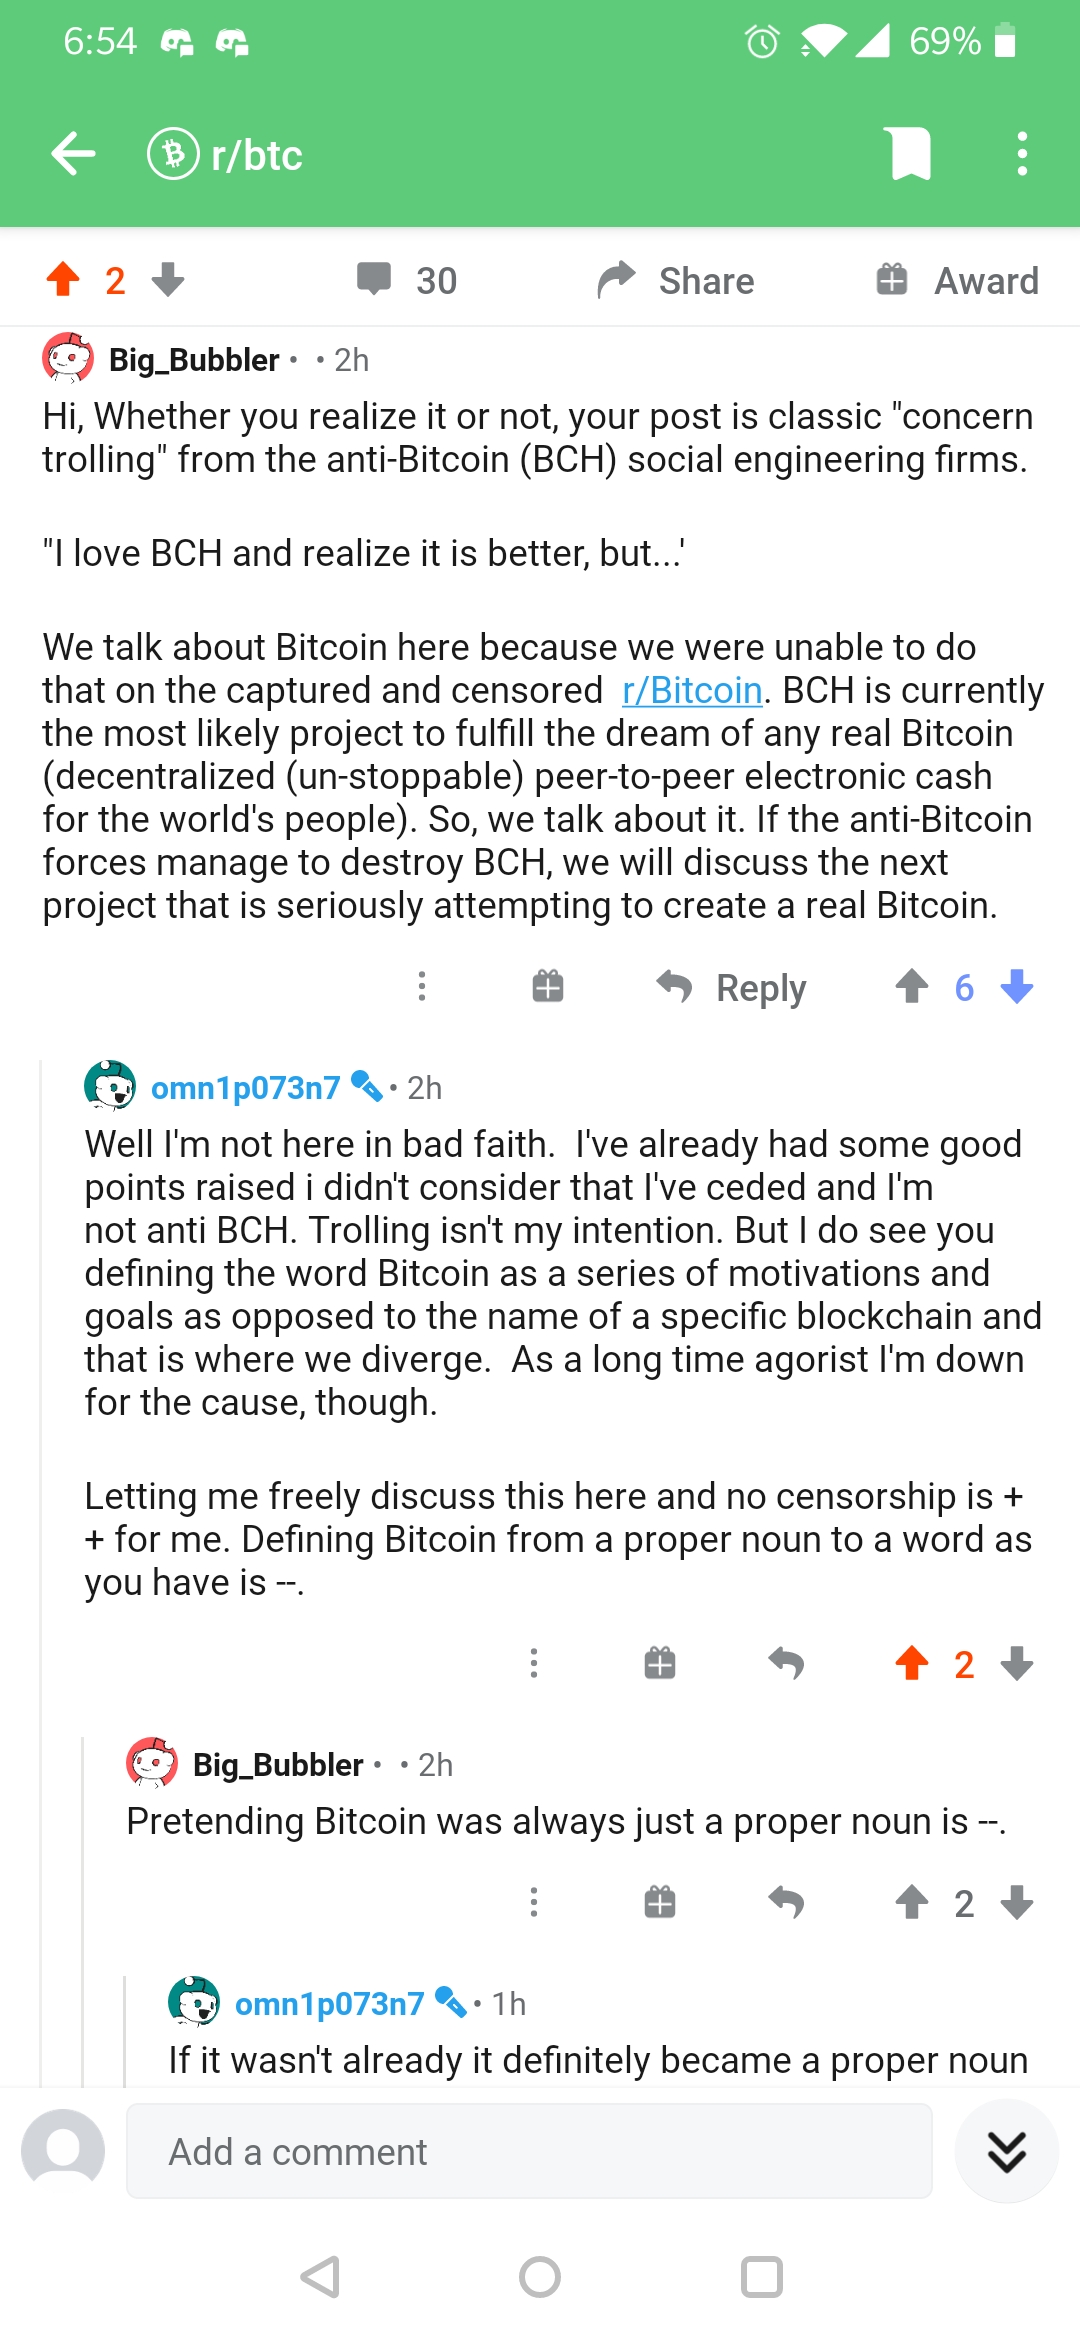 6:54
69%
r/btc
2
30
Share
Award
Big_Bubbler • • 2h
Hi, Whether you realize it or not, your post is classic "concern
trolling" from the anti-Bitcoin (BCH) social engineering firms.
"I love BCH and realize it is better, but...'
We talk about Bitcoin here because we were unable to do
that on the captured and censored r/Bitcoin. BCH is currently
the most likely project to fulfill the dream of any real Bitcoin
(decentralized (un-stoppable) peer-to-peer electronic cash
for the world's people). So, we talk about it. If the anti-Bitcoin
forces manage to destroy BCH, we will discuss the next
project that is seriously attempting to create a real Bitcoin.
Reply
6
omn1p073n7 • 2h
Well I'm not here in bad faith. I've already had some good
points raised i didn't consider that I've ceded and I'm
not anti BCH. Trolling isn't my intention. But I do see you
defining the word Bitcoin as a series of motivations and
goals as opposed to the name of a specific blockchain and
that is where we diverge. As a long time agorist I'm down
for the cause, though.
Letting me freely discuss this here and no censorship is +
+ for me. Defining Bitcoin from a proper noun to a word as
you have is --.
2
Big_Bubbler • • 2h
Pretending Bitcoin was always just a proper noun is --.
2
omn1p073n7 • 1h
If it wasn't already it definitely became a proper noun
Add a comment